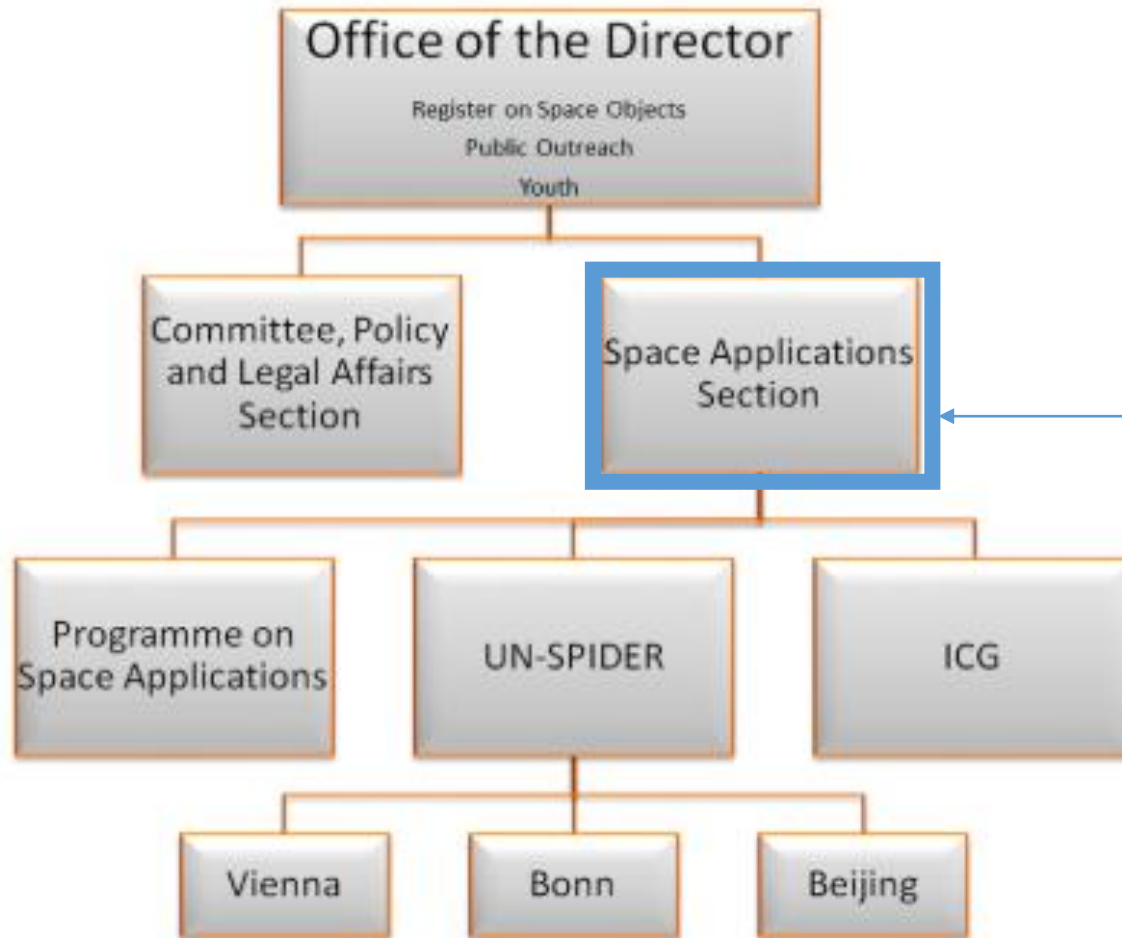 Office of the Director
Register on Space Objects
Public Outreach
Youth
Committee, Policy
and Legal Affairs
Section
Space Applications
Section
Programme on
Space Applications
UN-SPIDER
ICG
Vienna
Bonn
Beijing